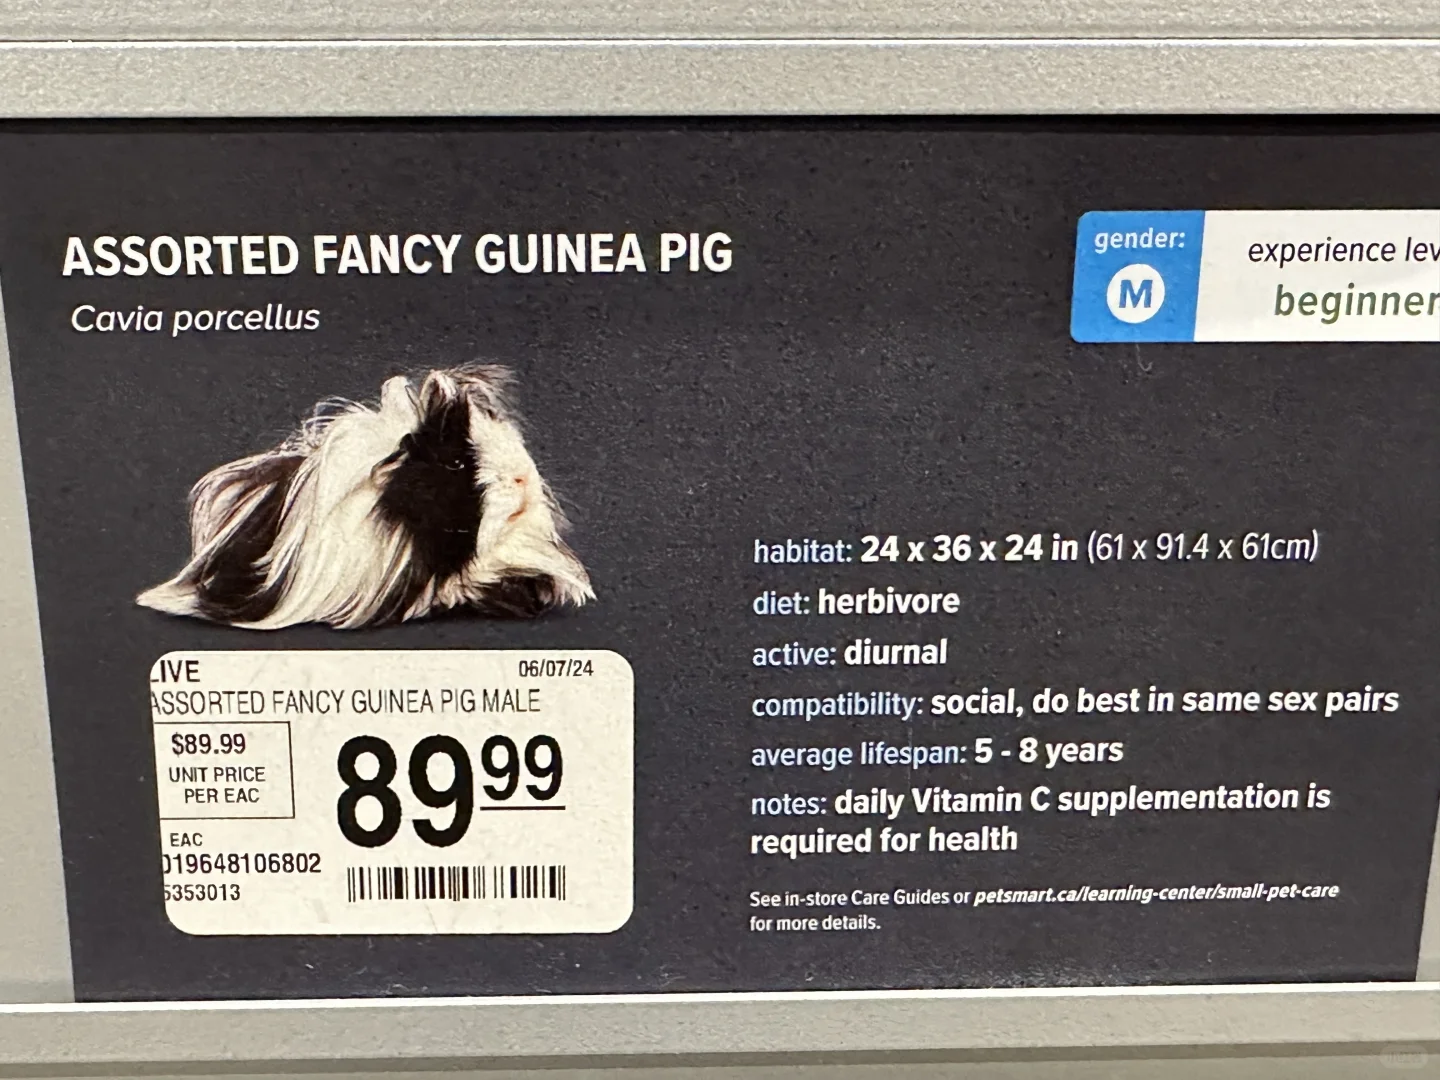 ASSORTED FANCY GUINEA PIG
Cavia porcellus
gender:
M
experience lev
beginner
habitat: 24 x 36 x 24 in (61 x 91.4 x 61cm)
diet: herbivore
active: diurnal
compatibility: social, do best in same sex pairs
average lifespan: 5 - 8 years
notes: daily Vitamin C supplementation is
required for health
See in-store Care Guides or petsmart.ca/learning-center/small-pet-care
for more details.
LIVE 06/07/24
ASSORTED FANCY GUINEA PIG MALE
$89.99
UNIT PRICE
PER EAC
89 99
EAC
019648106802
5353013